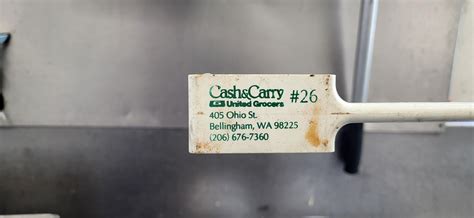 Cash&Carry #26
United Grocers
405 Ohio St.
Bellingham, WA 98225
(206) 676-7360